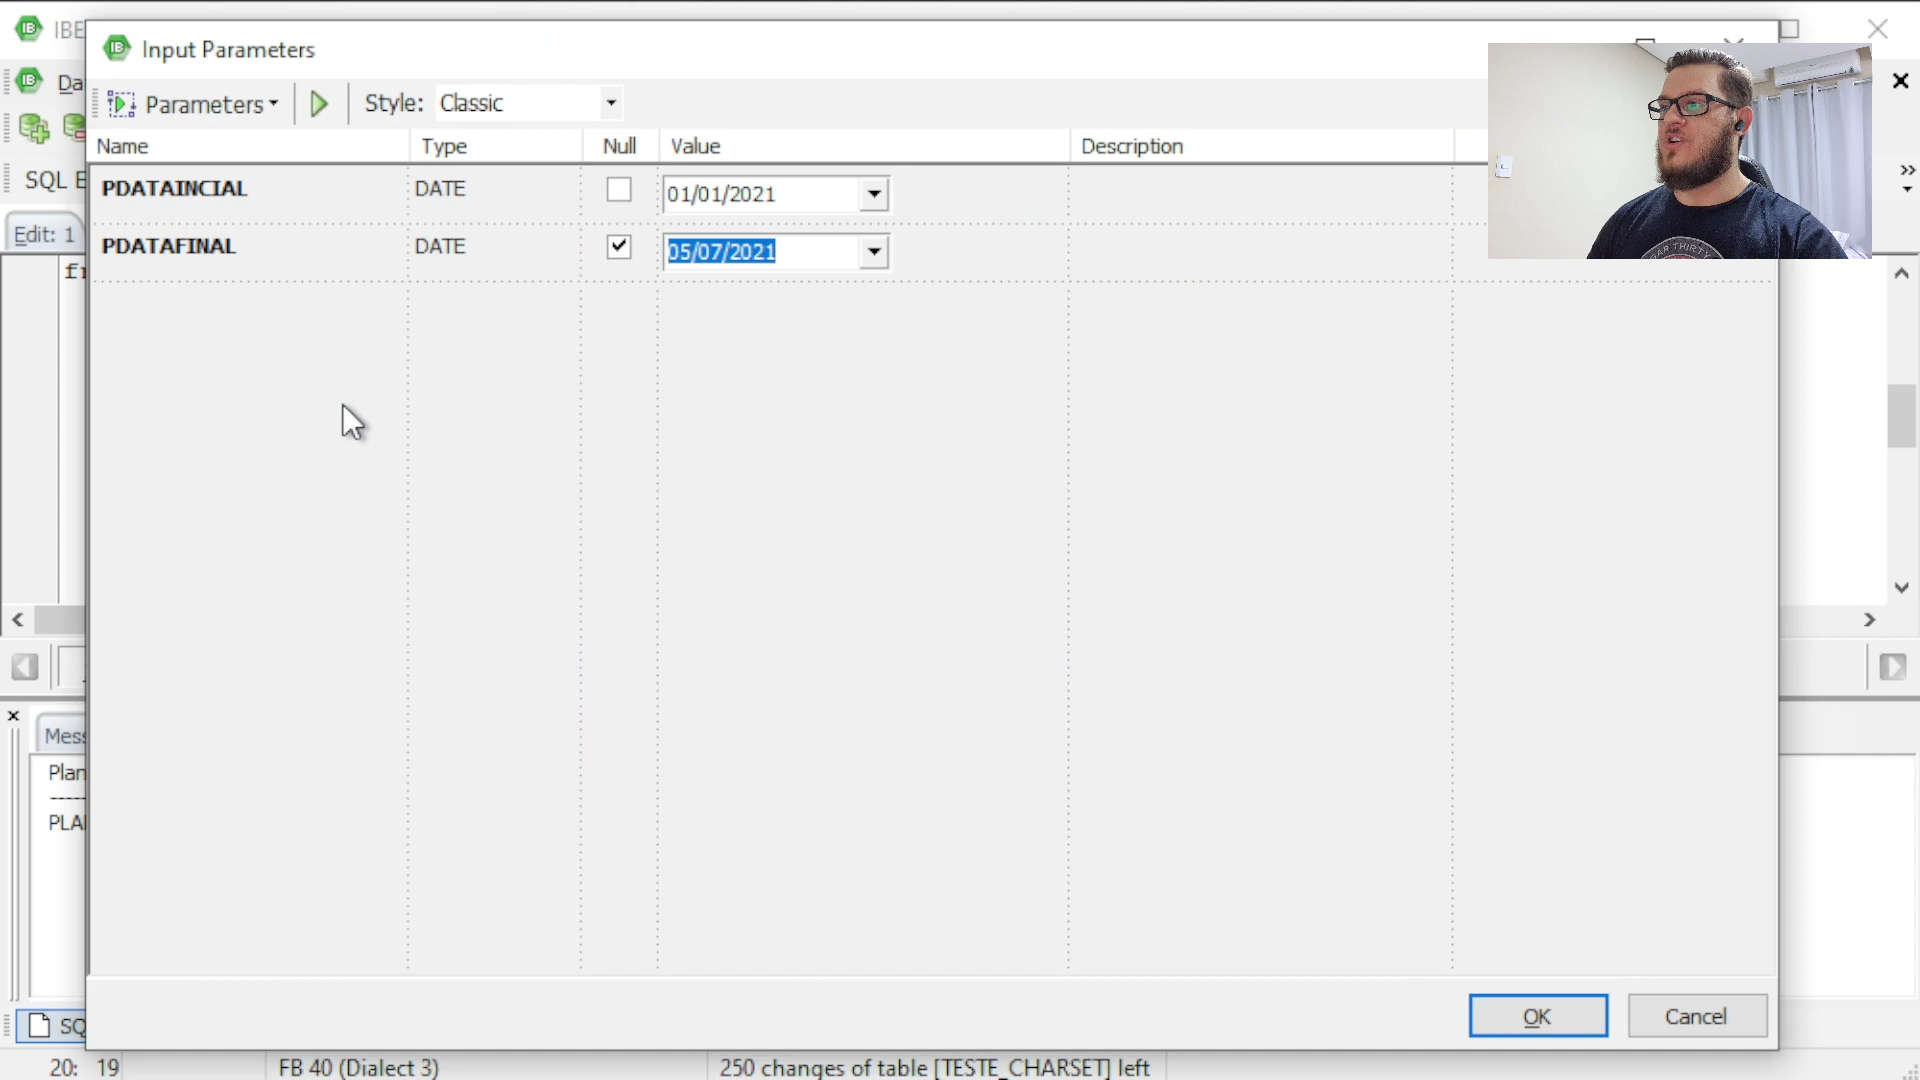 IBE
Input Parameters
Da
Parameters
Style: Classic
Name Type Null Value Description
SQL E
PDATAINCIAL DATE 01/01/2021
Edit: 1
PDATAFINAL DATE 05/07/2021
Mess
Plan
PLA
OK Cancel
SQ
20: 19 FB 40 (Dialect 3) 250 changes of table [TESTE_CHARSET] left